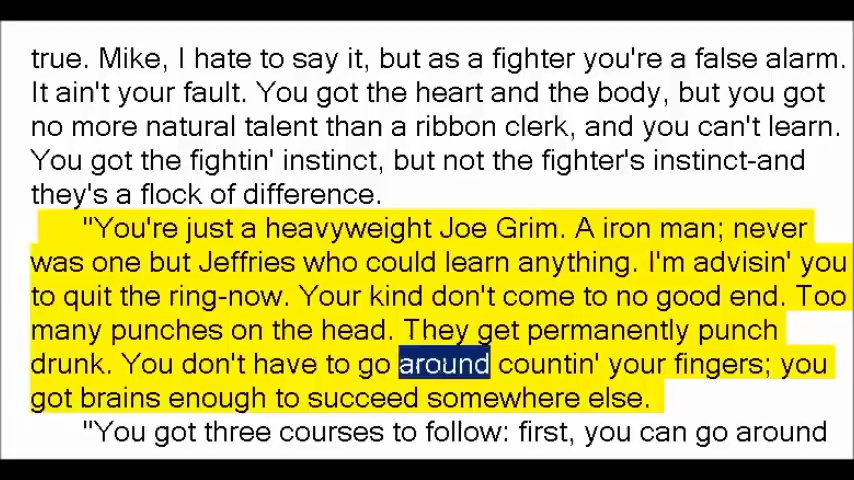 true. Mike, I hate to say it, but as a fighter you're a false alarm.
It ain't your fault. You got the heart and the body, but you got
no more natural talent than a ribbon clerk, and you can't learn.
You got the fightin' instinct, but not the fighter's instinct-and
they's a flock of difference.
"You're just a heavyweight Joe Grim. A iron man; never
was one but Jeffries who could learn anything. I'm advisin' you
to quit the ring-now. Your kind don't come to no good end. Too
many punches on the head. They get permanently punch
drunk. You don't have to go around countin' your fingers; you
got brains enough to succeed somewhere else.
"You got three courses to follow: first, you can go around